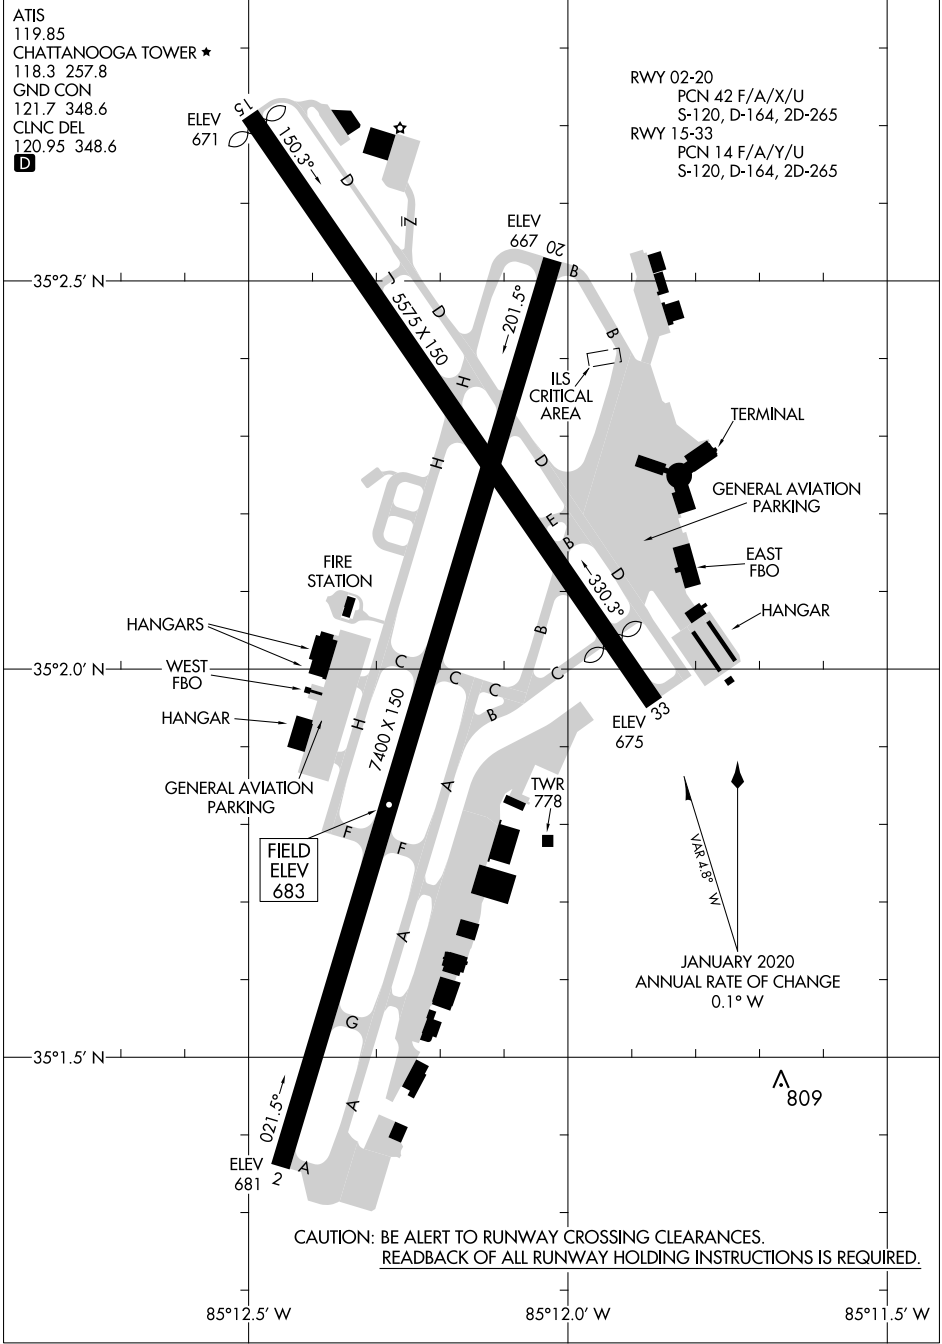 ATIS
119.85
CHATTANOOGA TOWER
118.3 257.8
GND CON
121.7 348.6
CLNC DEL
120.95 348.6
D
RWY 02-20
PCN 42 F/A/X/U
S-120, D-164, 2D-265
RWY 15-33
PCN 14 F/A/Y/U
S-120, D-164, 2D-265
15
ELEV
671
150.3°
D
Z
ELEV
667
20
B
35°2.5' N
J
5575 X 150
D
201.5°
B
H
ILS
CRITICAL
AREA
TERMINAL
H
D
GENERAL AVIATION
PARKING
E
B
EAST
FBO
FIRE
STATION
D
330.3°
HANGAR
HANGARS
B
35°2.0' N
C
C
C
C
WEST
FBO
HANGAR
H
B
33
ELEV
675
7400 X 150
GENERAL AVIATION
PARKING
A
TWR
778
F
F
FIELD
ELEV
683
VAR 4.8° W
A
JANUARY 2020
ANNUAL RATE OF CHANGE
0.1° W
G
35°1.5' N
A
809
021.5°
ELEV
681
2
A
CAUTION: BE ALERT TO RUNWAY CROSSING CLEARANCES.
READBACK OF ALL RUNWAY HOLDING INSTRUCTIONS IS REQUIRED.
85°12.5' W
85°12.0' W
85°11.5' W